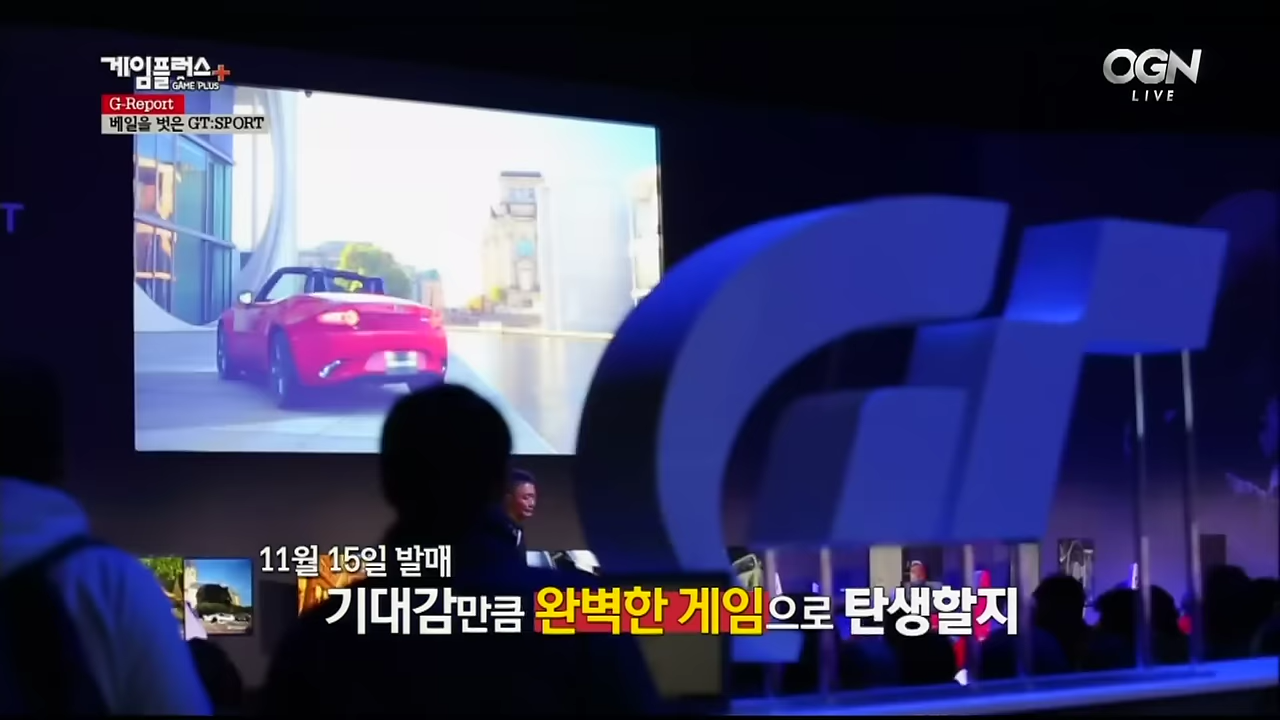 게임플러스+
GAME PLUS
G-Report
베일을 벗은 GT:SPORT
OGN
LIVE
T
GT
11월 15일 발매
기대감만큼 완벽한 게임으로 탄생할지